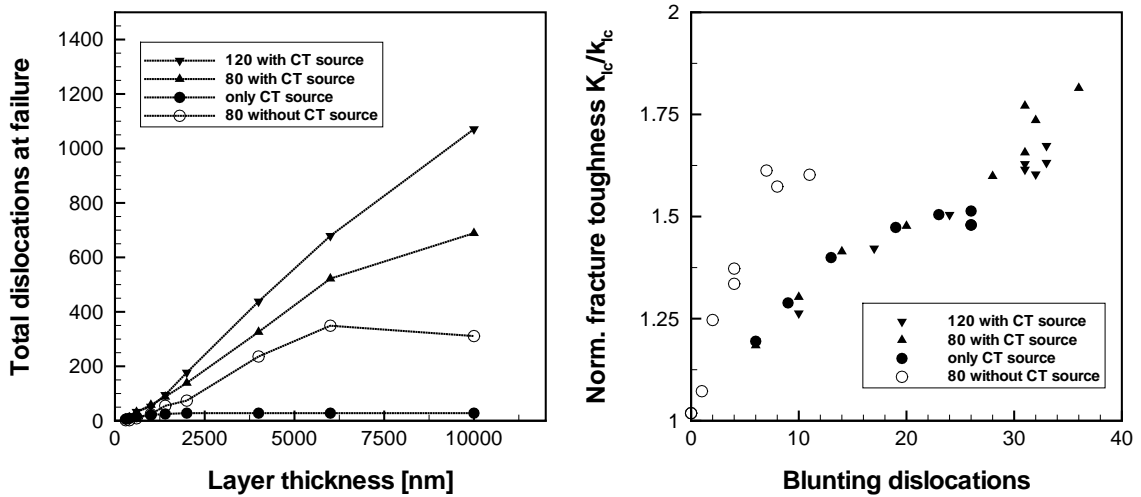 1400
1200
1000
800
600
400
200
0
Total dislocations at failure
120 with CT source
80 with CT source
only CT source
80 without CT source
0 2500 5000 7500 10000
Layer thickness [nm]
2
1.75
1.5
1.25
1
Norm. fracture toughness K_Ic/k_Ic
120 with CT source
80 with CT source
only CT source
80 without CT source
0 10 20 30 40
Blunting dislocations